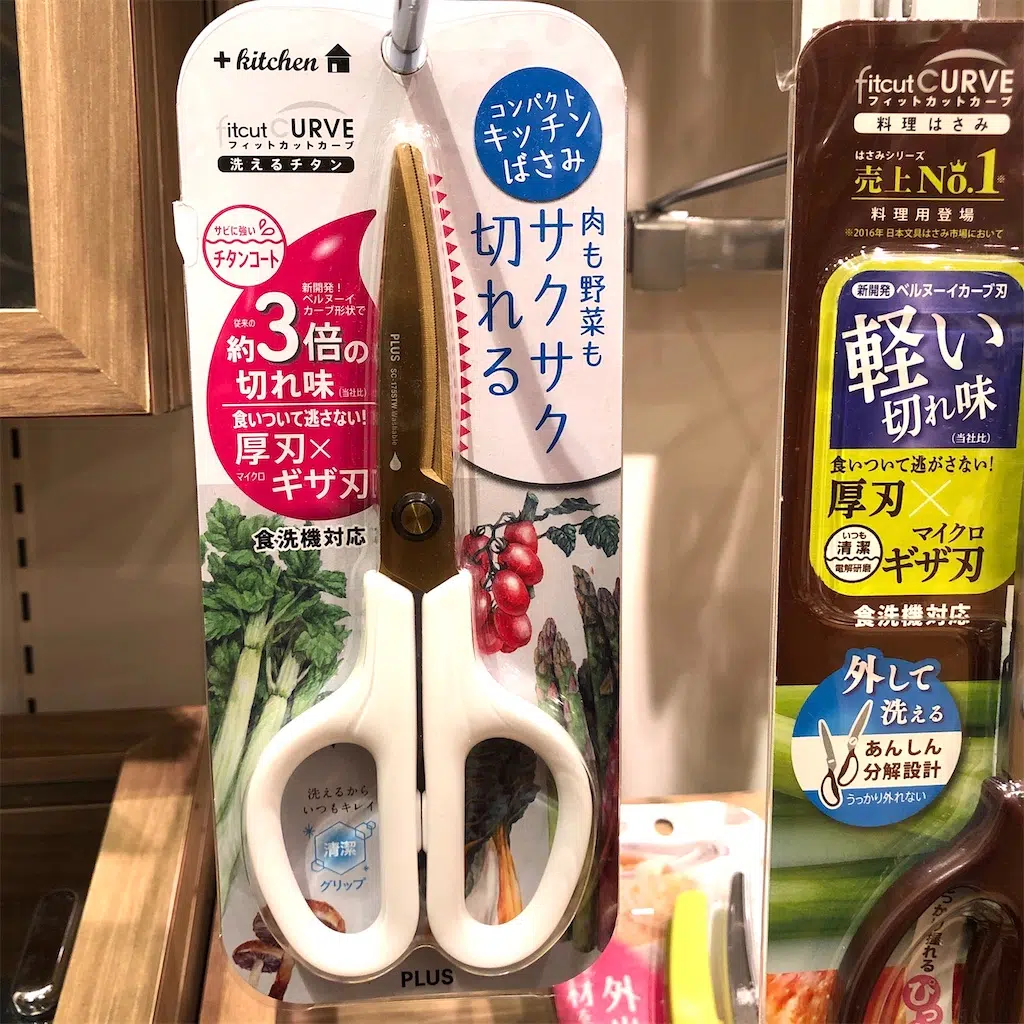 + kitchen
fitcut CURVE
フィットカットカーブ
洗えるチタン
サビに強い
チタンコート
新開発!
ベルヌーイ
カーブ形状で
従来の
約3倍の
切れ味(当社比)
食いついて逃さない!
厚刃×
マイクロ
ギザ刃
食洗機対応
コンパクト
キッチン
ばさみ
肉も野菜も
サクサク
切れる
PLUS SC-175STW Washable
洗えるから
いつもキレイ
清潔
グリップ
PLUS
fitcut CURVE
フィットカットカーブ
料理はさみ
はさみシリーズ
売上No.1※
料理用登場
※2016年 日本文具はさみ市場において
新開発 ベルヌーイカーブ刃
軽い
切れ味
(当社比)
食いついて逃がさない!
厚刃×
いつも
清潔
電解研磨
マイクロ
ギザ刃
食洗機対応
外して
洗える
あんしん
分解設計
うっかり外れない